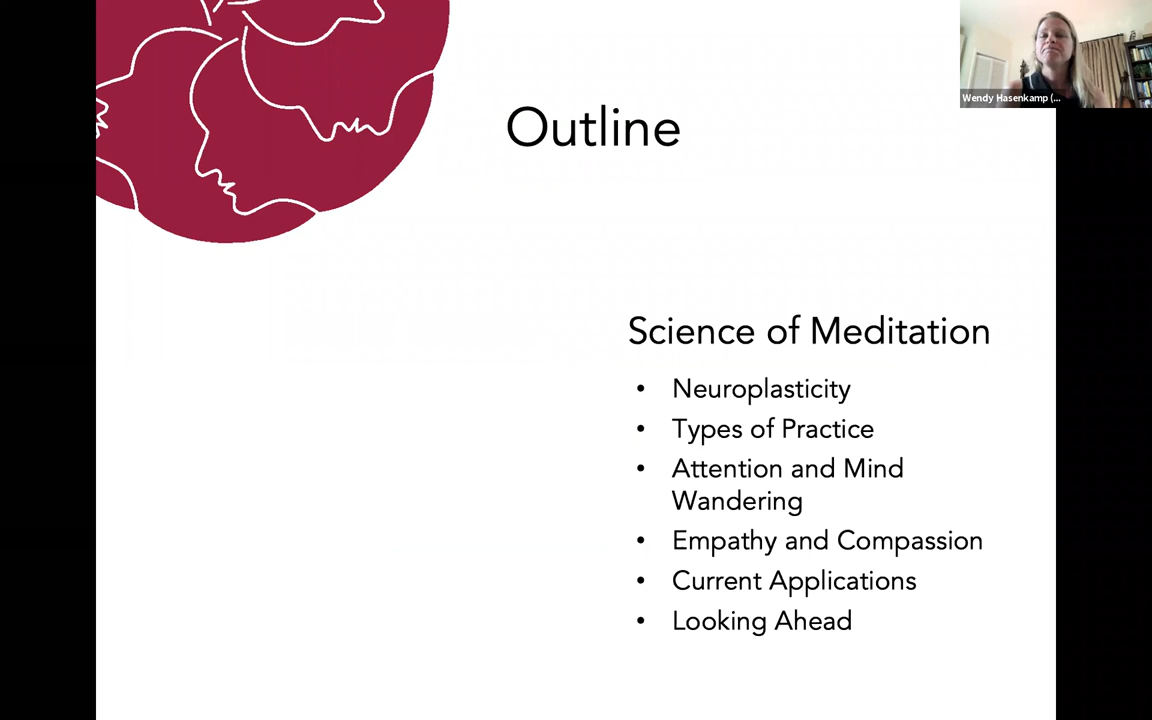 Outline
Wendy Hasenkamp (...
Science of Meditation
• Neuroplasticity
• Types of Practice
• Attention and Mind
Wandering
• Empathy and Compassion
• Current Applications
• Looking Ahead